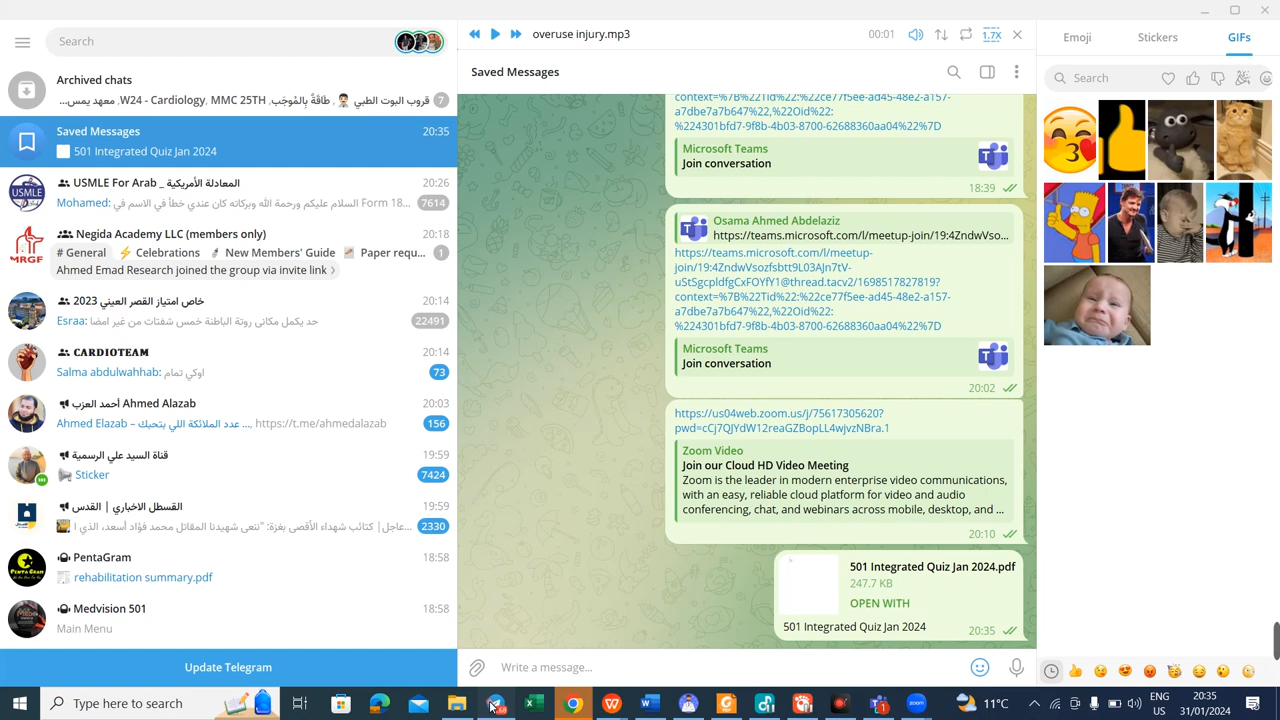 Search
Archived chats
قروب البوت الطبي, طَاقَةٌ بِالمُوجَب, W24 - Cardiology, MMC 25TH, معهد يمس...
7
Saved Messages
20:35
501 Integrated Quiz Jan 2024
USMLE
USMLE For Arab _ المعادلة الأمريكية
20:26
Mohamed: السلام عليكم ورحمة الله وبركاته كان عندي خطأ في الاسم في Form 18...
7614
MRGF
Negida Academy LLC (members only)
20:18
# General
Celebrations
New Members' Guide
Paper requ...
1
Ahmed Emad Research joined the group via invite link ›
خاص امتياز القصر العيني 2023
20:14
Esraa: حد يكمل مكانى روتة الباطنة خمس شفتات من غير امضا
22491
CARDIOTEAM
20:14
Salma abdulwahhab: اوكي تمام
73
أحمد العزب Ahmed Alazab
20:03
Ahmed Elazab – عدد الملائكة اللي بتحبك ..., https://t.me/ahmedalazab
156
قناة السيد علي الرسمية
19:59
Sticker
7424
القسطل الاخباري | القدس
19:59
عاجل| كتائب شهداء الأقصى بغزة: "ننعى شهيدنا المقاتل محمد فؤاد أسعد، الذي ا...
2330
PentaGram
18:58
rehabilitation summary.pdf
Medvision 501
18:58
Main Menu
Update Telegram
overuse injury.mp3
00:01
1.7X
Saved Messages
context=%7B%22Tid%22:%22ce77f5ee-ad45-48e2-a157-
a7dbe7a7b647%22,%22Oid%22:
%224301bfd7-9f8b-4b03-8700-62688360aa04%22%7D
Microsoft Teams
Join conversation
18:39
Osama Ahmed Abdelaziz
https://teams.microsoft.com/l/meetup-join/19:4ZndwVso...
https://teams.microsoft.com/l/meetup-
join/19:4ZndwVsozfsbtt9L03AJn7tV-
uStSgcpldfgCxFOYfY1@thread.tacv2/1698517827819?
context=%7B%22Tid%22:%22ce77f5ee-ad45-48e2-a157-
a7dbe7a7b647%22,%22Oid%22:
%224301bfd7-9f8b-4b03-8700-62688360aa04%22%7D
Microsoft Teams
Join conversation
20:02
https://us04web.zoom.us/j/75617305620?
pwd=cCj7QJYdW12reaGZBopLL4wjvzNBra.1
Zoom Video
Join our Cloud HD Video Meeting
Zoom is the leader in modern enterprise video communications,
with an easy, reliable cloud platform for video and audio
conferencing, chat, and webinars across mobile, desktop, and ...
20:10
501 Integrated Quiz Jan 2024.pdf
247.7 KB
OPEN WITH
501 Integrated Quiz Jan 2024
20:35
Write a message...
Emoji
Stickers
GIFs
Search
Type here to search
1
zoom
11°C
ENG
PS
20:35
31/01/2024